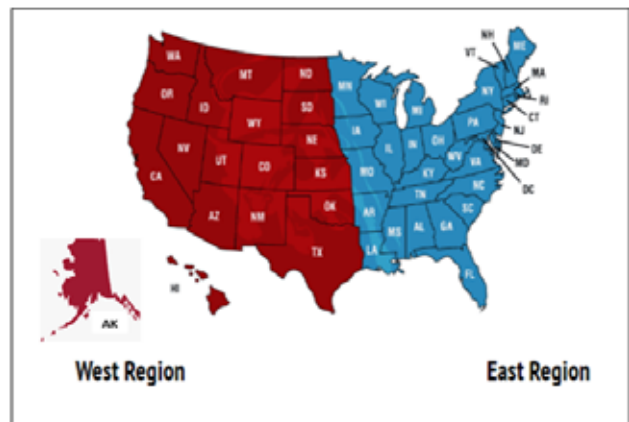 NH
VT
ME
WA
MT
ND
MN
MA
OR
ID
SD
WI
MI
NY
RI
WY
CT
IA
PA
NE
NJ
NV
UT
IL
IN
OH
DE
CO
WV
VA
MD
CA
KS
MO
KY
DC
NC
TN
AZ
NM
OK
AR
SC
MS
AL
GA
TX
LA
FL
HI
AK
West Region
East Region